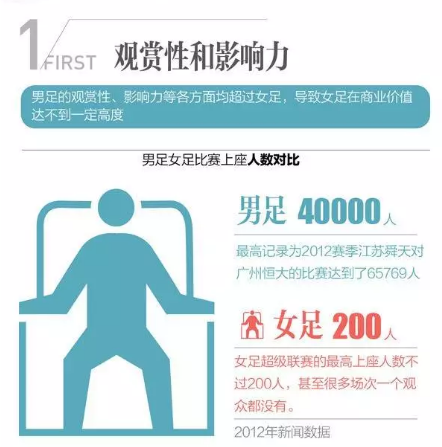 1 FIRST 观赏性和影响力
男足的观赏性、影响力等各方面均超过女足，导致女足在商业价值
达不到一定高度
男足女足比赛上座人数对比
男足 40000人
最高记录为2012赛季江苏舜天对
广州恒大的比赛达到了65769人
女足 200人
女足超级联赛的最高上座人数不
过200人，甚至很多场次一个观
众都没有。
2012年新闻数据